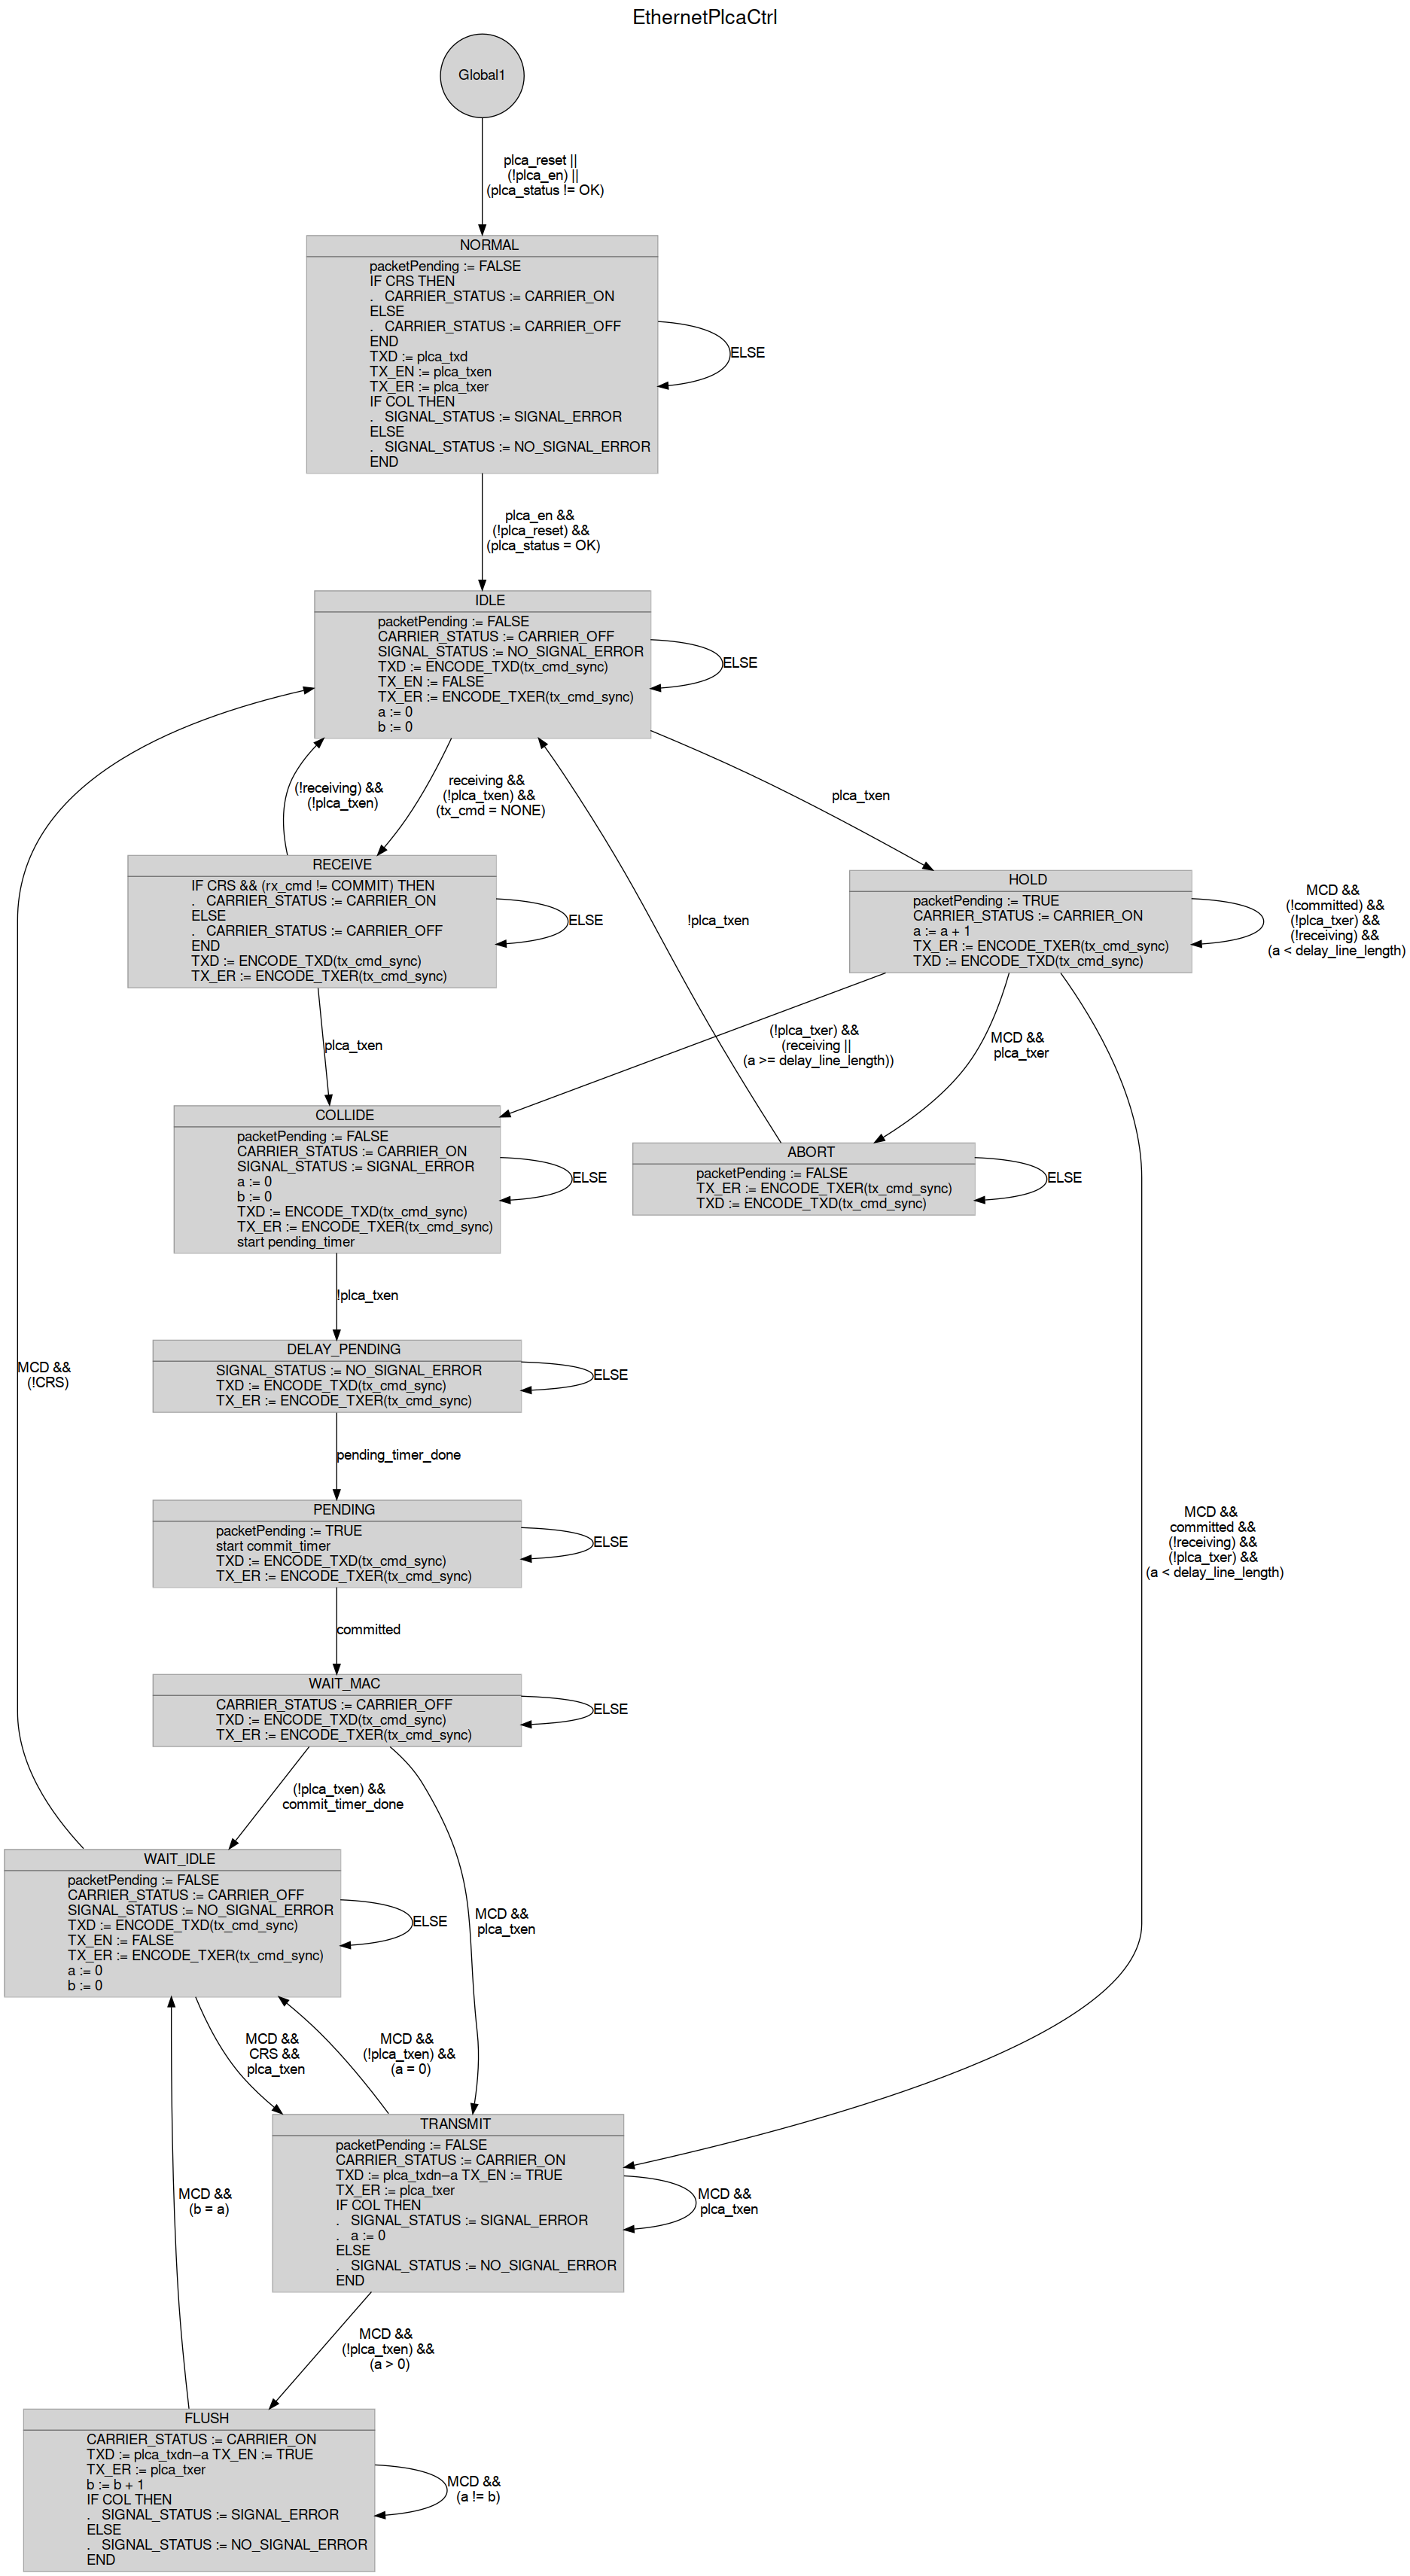 EthernetPlcaCtrl
Global1
plca_reset ||
(!plca_en) ||
(plca_status != OK)
NORMAL
packetPending := FALSE
IF CRS THEN
.   CARRIER_STATUS := CARRIER_ON
ELSE
.   CARRIER_STATUS := CARRIER_OFF
END
TXD := plca_txd
TX_EN := plca_txen
TX_ER := plca_txer
IF COL THEN
.   SIGNAL_STATUS := SIGNAL_ERROR
ELSE
.   SIGNAL_STATUS := NO_SIGNAL_ERROR
END
ELSE
plca_en &&
(!plca_reset) &&
(plca_status = OK)
IDLE
packetPending := FALSE
CARRIER_STATUS := CARRIER_OFF
SIGNAL_STATUS := NO_SIGNAL_ERROR
TXD := ENCODE_TXD(tx_cmd_sync)
TX_EN := FALSE
TX_ER := ENCODE_TXER(tx_cmd_sync)
a := 0
b := 0
ELSE
(!receiving) &&
(!plca_txen)
receiving &&
(!plca_txen) &&
(tx_cmd = NONE)
plca_txen
RECEIVE
IF CRS && (rx_cmd != COMMIT) THEN
.   CARRIER_STATUS := CARRIER_ON
ELSE
.   CARRIER_STATUS := CARRIER_OFF
END
TXD := ENCODE_TXD(tx_cmd_sync)
TX_ER := ENCODE_TXER(tx_cmd_sync)
ELSE
!plca_txen
HOLD
packetPending := TRUE
CARRIER_STATUS := CARRIER_ON
a := a + 1
TX_ER := ENCODE_TXER(tx_cmd_sync)
TXD := ENCODE_TXD(tx_cmd_sync)
MCD &&
(!committed) &&
(!plca_txer) &&
(!receiving) &&
(a < delay_line_length)
plca_txen
(!plca_txer) &&
(receiving ||
(a >= delay_line_length))
MCD &&
plca_txer
COLLIDE
packetPending := FALSE
CARRIER_STATUS := CARRIER_ON
SIGNAL_STATUS := SIGNAL_ERROR
a := 0
b := 0
TXD := ENCODE_TXD(tx_cmd_sync)
TX_ER := ENCODE_TXER(tx_cmd_sync)
start pending_timer
ELSE
ABORT
packetPending := FALSE
TX_ER := ENCODE_TXER(tx_cmd_sync)
TXD := ENCODE_TXD(tx_cmd_sync)
ELSE
!plca_txen
DELAY_PENDING
SIGNAL_STATUS := NO_SIGNAL_ERROR
TXD := ENCODE_TXD(tx_cmd_sync)
TX_ER := ENCODE_TXER(tx_cmd_sync)
ELSE
MCD &&
(!CRS)
pending_timer_done
PENDING
packetPending := TRUE
start commit_timer
TXD := ENCODE_TXD(tx_cmd_sync)
TX_ER := ENCODE_TXER(tx_cmd_sync)
ELSE
MCD &&
committed &&
(!receiving) &&
(!plca_txer) &&
(a < delay_line_length)
committed
WAIT_MAC
CARRIER_STATUS := CARRIER_OFF
TXD := ENCODE_TXD(tx_cmd_sync)
TX_ER := ENCODE_TXER(tx_cmd_sync)
ELSE
(!plca_txen) &&
commit_timer_done
WAIT_IDLE
packetPending := FALSE
CARRIER_STATUS := CARRIER_OFF
SIGNAL_STATUS := NO_SIGNAL_ERROR
TXD := ENCODE_TXD(tx_cmd_sync)
TX_EN := FALSE
TX_ER := ENCODE_TXER(tx_cmd_sync)
a := 0
b := 0
ELSE
MCD &&
plca_txen
MCD &&
CRS &&
plca_txen
MCD &&
(!plca_txen) &&
(a = 0)
TRANSMIT
packetPending := FALSE
CARRIER_STATUS := CARRIER_ON
TXD := plca_txdn−a TX_EN := TRUE
TX_ER := plca_txer
IF COL THEN
.   SIGNAL_STATUS := SIGNAL_ERROR
.   a := 0
ELSE
.   SIGNAL_STATUS := NO_SIGNAL_ERROR
END
MCD &&
plca_txen
MCD &&
(b = a)
MCD &&
(!plca_txen) &&
(a > 0)
FLUSH
CARRIER_STATUS := CARRIER_ON
TXD := plca_txdn−a TX_EN := TRUE
TX_ER := plca_txer
b := b + 1
IF COL THEN
.   SIGNAL_STATUS := SIGNAL_ERROR
ELSE
.   SIGNAL_STATUS := NO_SIGNAL_ERROR
END
MCD &&
(a != b)